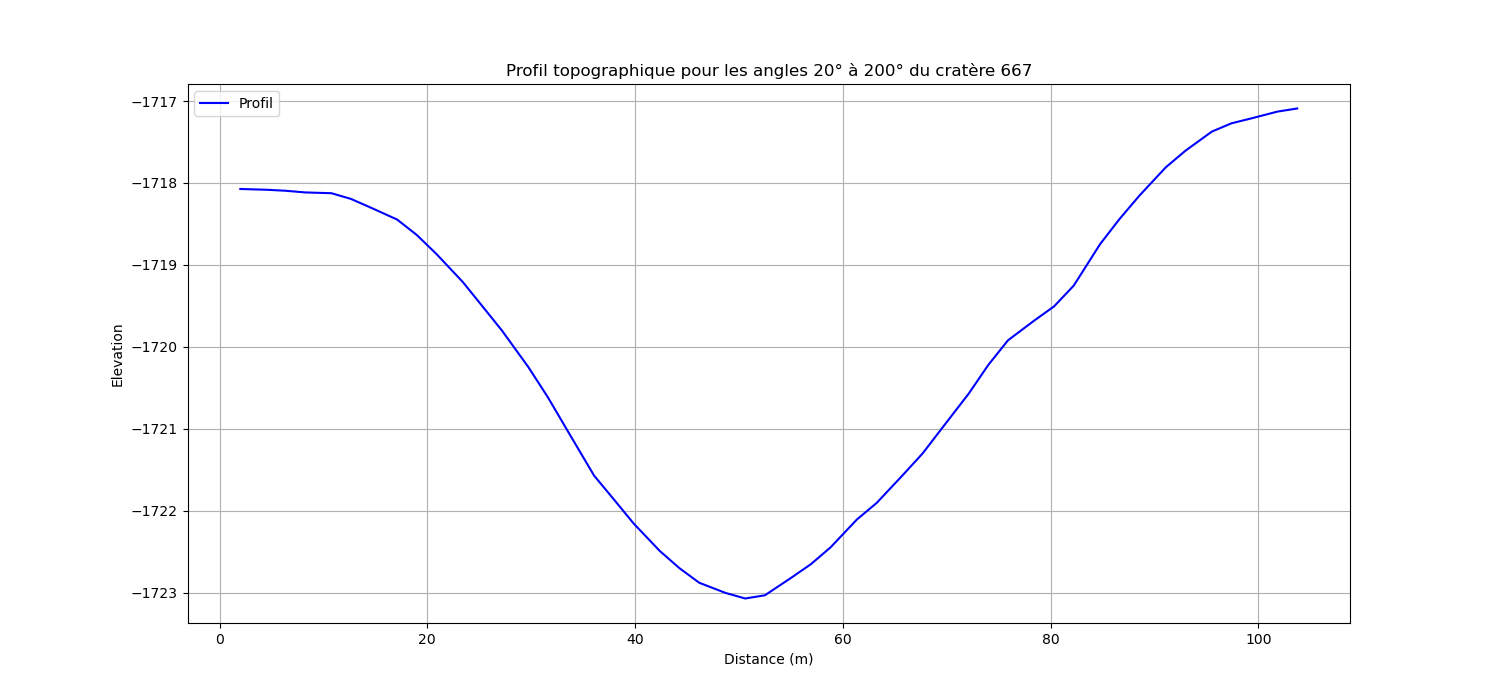 Profil topographique pour les angles 20° à 200° du cratère 667
Profil
−1717
−1718
−1719
−1720
−1721
−1722
−1723
Elevation
0 20 40 60 80 100
Distance (m)